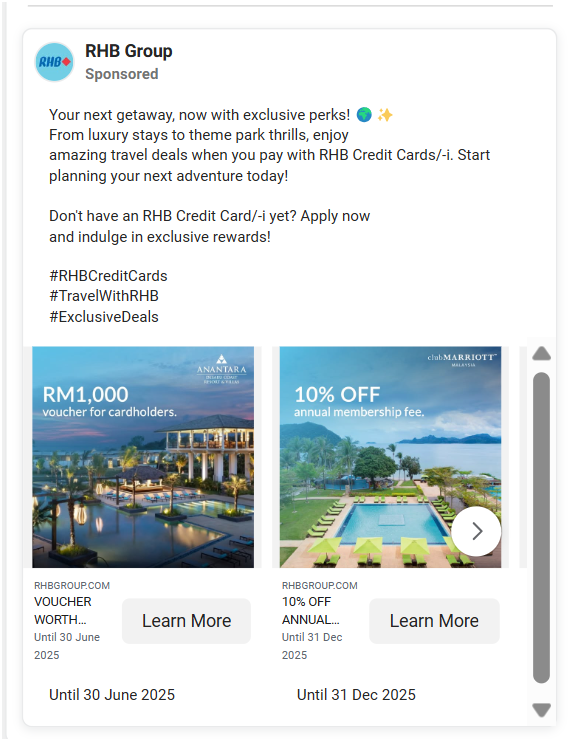 RHB
RHB Group
Sponsored
Your next getaway, now with exclusive perks! 🌍 ✨
From luxury stays to theme park thrills, enjoy
amazing travel deals when you pay with RHB Credit Cards/-i. Start
planning your next adventure today!
Don't have an RHB Credit Card/-i yet? Apply now
and indulge in exclusive rewards!
#RHBCreditCards
#TravelWithRHB
#ExclusiveDeals
ANANTARA
RESORT & VILLAS
RM1,000
voucher for cardholders.
clubMARRIOTT
MALAYSIA
10% OFF
annual membership fee.
RHBGROUP.COM
VOUCHER
WORTH...
Until 30 June
2025
Learn More
RHBGROUP.COM
10% OFF
ANNUAL...
Until 31 Dec
2025
Learn More
Until 30 June 2025
Until 31 Dec 2025